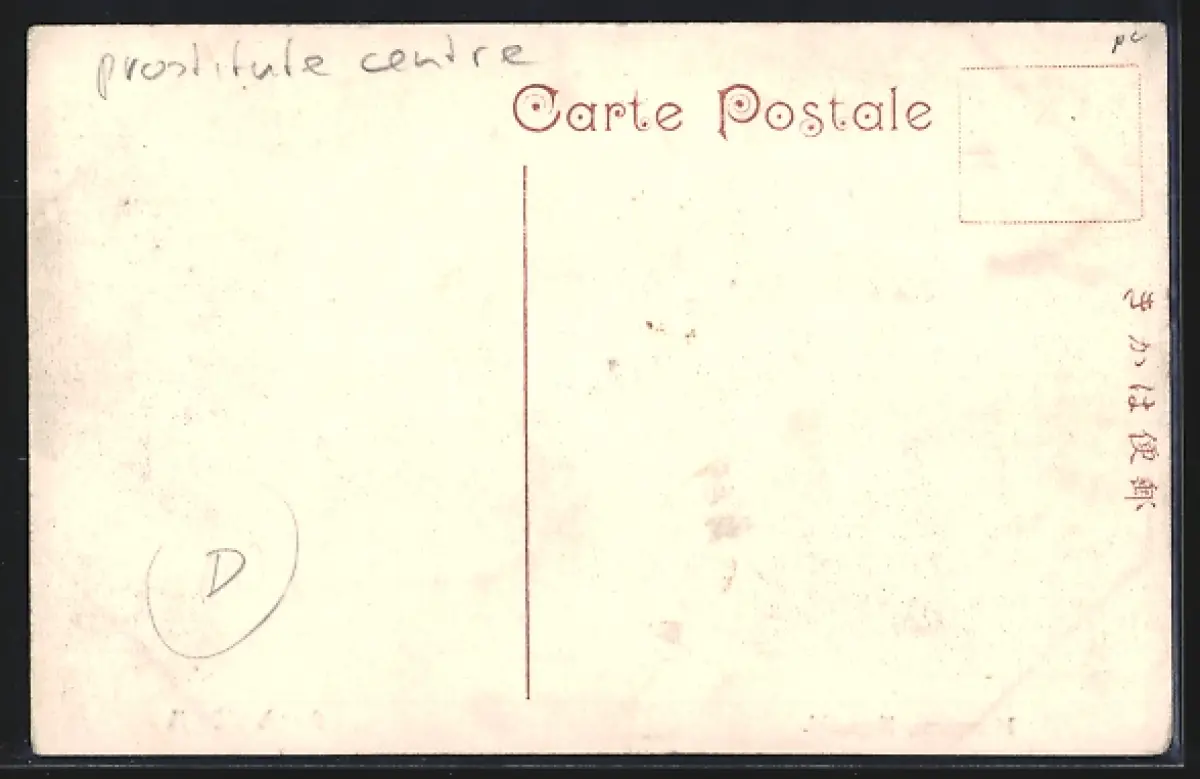 prostitute centre
Carte Postale
pc
きかは便郵
D